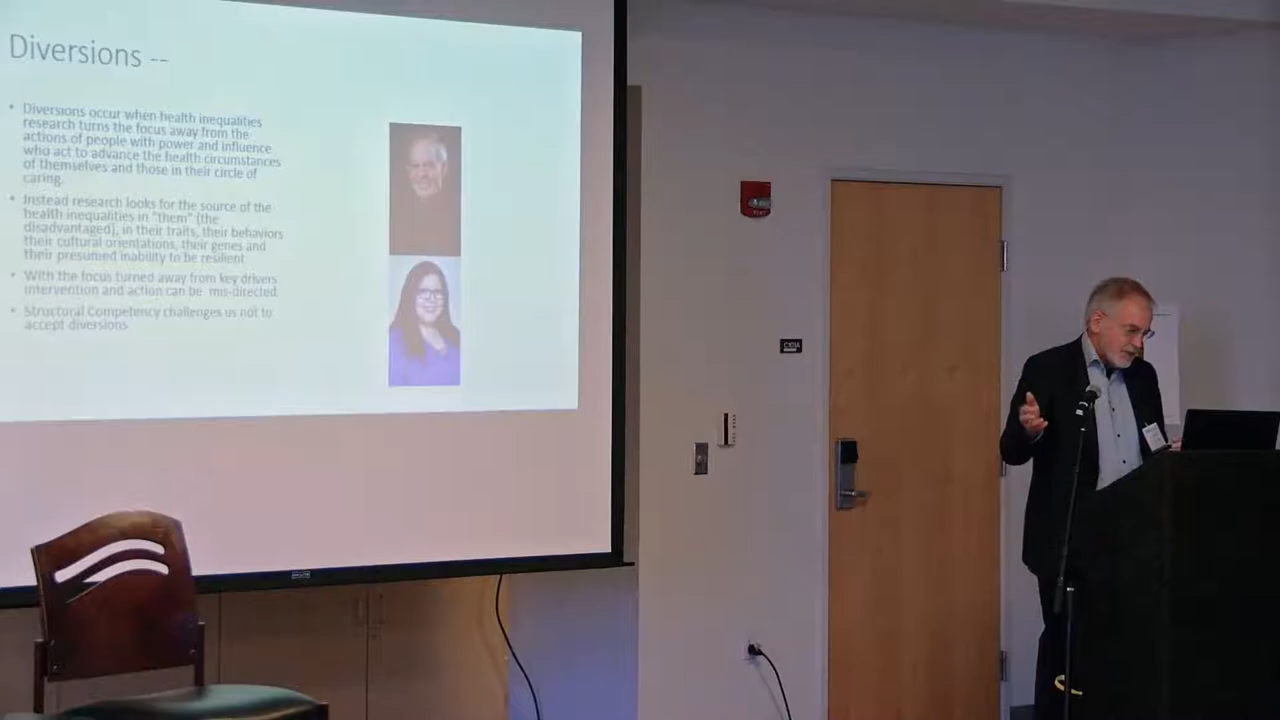 Diversions --
• Diversions occur when health inequalities
research turns the focus away from the
actions of people with power and influence
who act to advance the health circumstances
of themselves and those in their circle of
caring.
• Instead research looks for the source of the
health inequalities in "them" (the
disadvantaged), in their traits, their behaviors
their cultural orientations, their genes and
their presumed inability to be resilient
• With the focus turned away from key drivers
intervention and action can be mis-directed
• Structural Competency challenges us not to
accept diversions
C101A